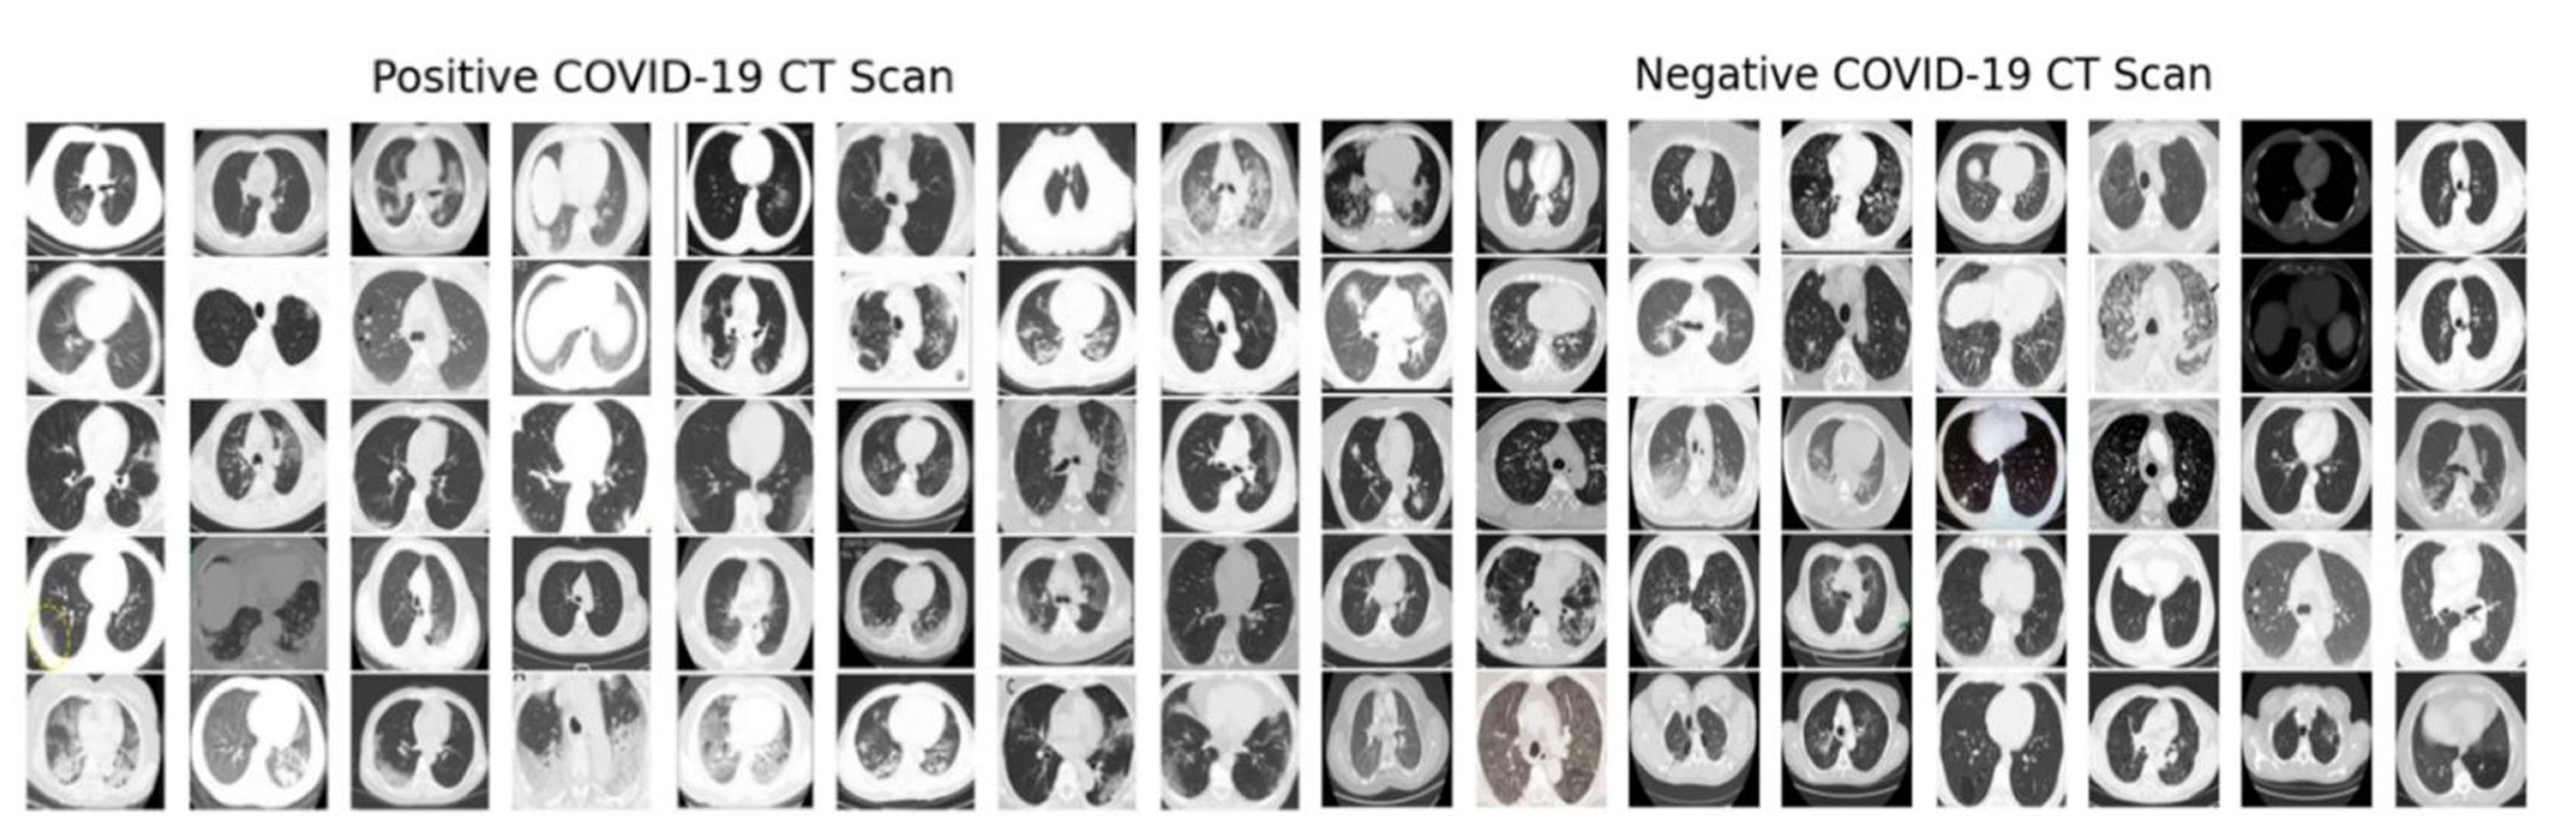 Positive COVID-19 CT Scan
Negative COVID-19 CT Scan